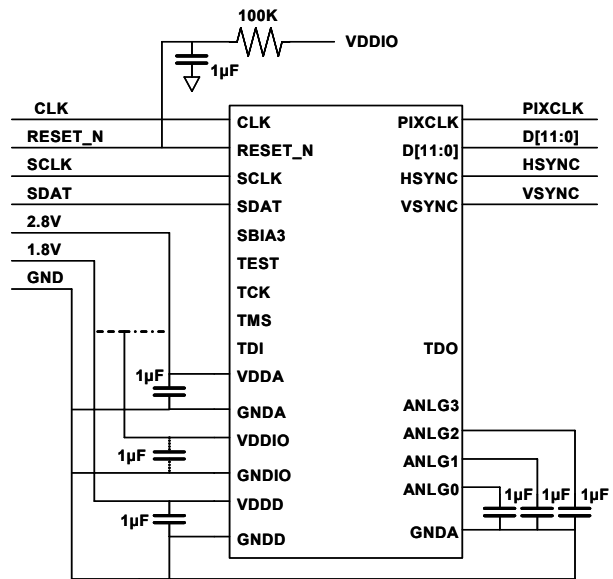 100K
VDDIO
1µF
CLK
RESET_N
SCLK
SDAT
2.8V
1.8V
GND
CLK
RESET_N
SCLK
SDAT
SBIA3
TEST
TCK
TMS
TDI
VDDA
GNDA
VDDIO
GNDIO
VDDD
GNDD
1µF
1µF
1µF
PIXCLK
D[11:0]
HSYNC
VSYNC
TDO
ANLG3
ANLG2
ANLG1
ANLG0
GNDA
PIXCLK
D[11:0]
HSYNC
VSYNC
1µF 1µF 1µF